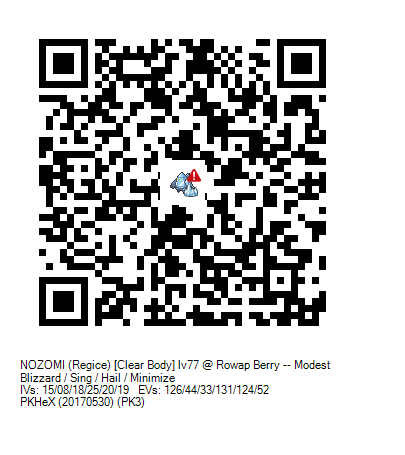 NOZOMI (Regice) [Clear Body] lv77 @ Rowap Berry -- Modest
Blizzard / Sing / Hail / Minimize
IVs: 15/08/18/25/20/19 EVs: 126/44/33/131/124/52
PKHeX (20170530) (PK3)